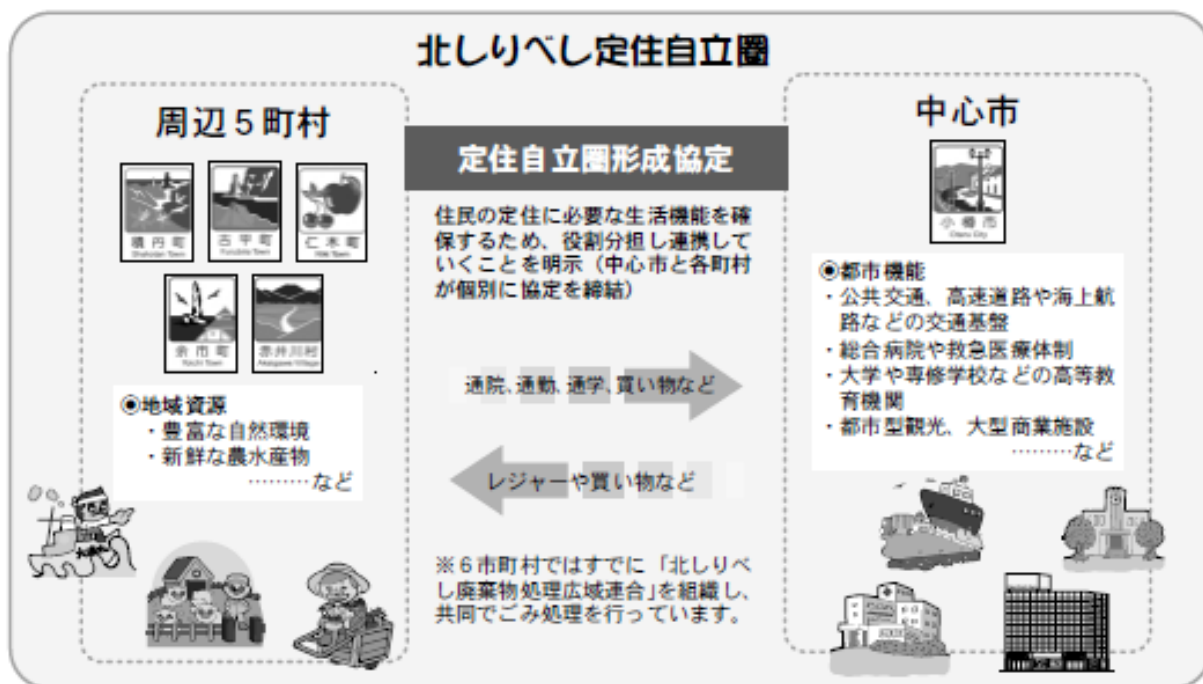 北しりべし定住自立圏
周辺5町村
積丹町
Shakotan Town
古平町
Furubira Town
仁木町
Niki Town
余市町
Yoichi Town
赤井川村
Akaigawa Village
◉地域資源
・豊富な自然環境
・新鮮な農水産物
………など
定住自立圏形成協定
住民の定住に必要な生活機能を確
保するため、役割分担し連携して
いくことを明示（中心市と各町村
が個別に協定を締結）
通院、通勤、通学、買い物など
レジャーや買い物など
※６市町村ではすでに「北しりべ
し廃棄物処理広域連合」を組織し、
共同でごみ処理を行っています。
中心市
小樽市
Otaru City
◉都市機能
・公共交通、高速道路や海上航
路などの交通基盤
・総合病院や救急医療体制
・大学や専修学校などの高等教
育機関
・都市型観光、大型商業施設
………など